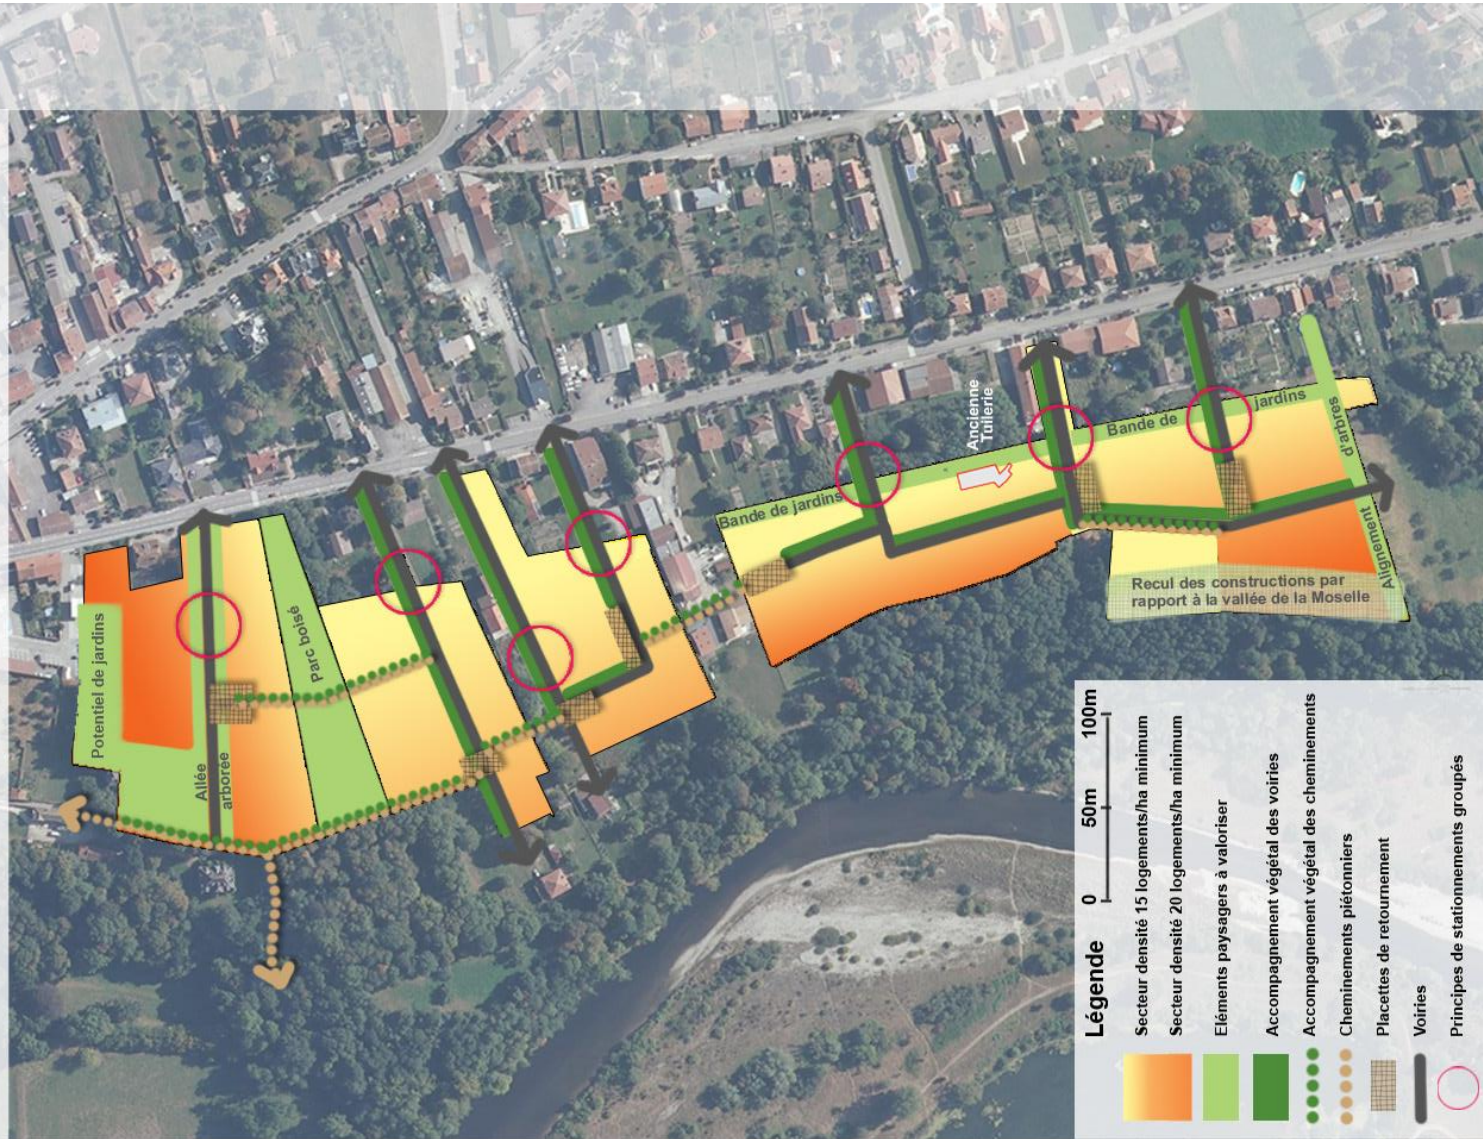 Ancienne
Tuilerie
Bande de jardins
Bande de jardins
d'arbres
Alignement
Recul des constructions par
rapport à la vallée de la Moselle
Potentiel de jardins
Allée
arborée
Parc boisé
Légende
0 50m 100m
Secteur densité 15 logements/ha minimum
Secteur densité 20 logements/ha minimum
Eléments paysagers à valoriser
Accompagnement végétal des voiries
Accompagnement végétal des cheminements
Cheminements piétonniers
Placettes de retournement
Voiries
Principes de stationnements groupés